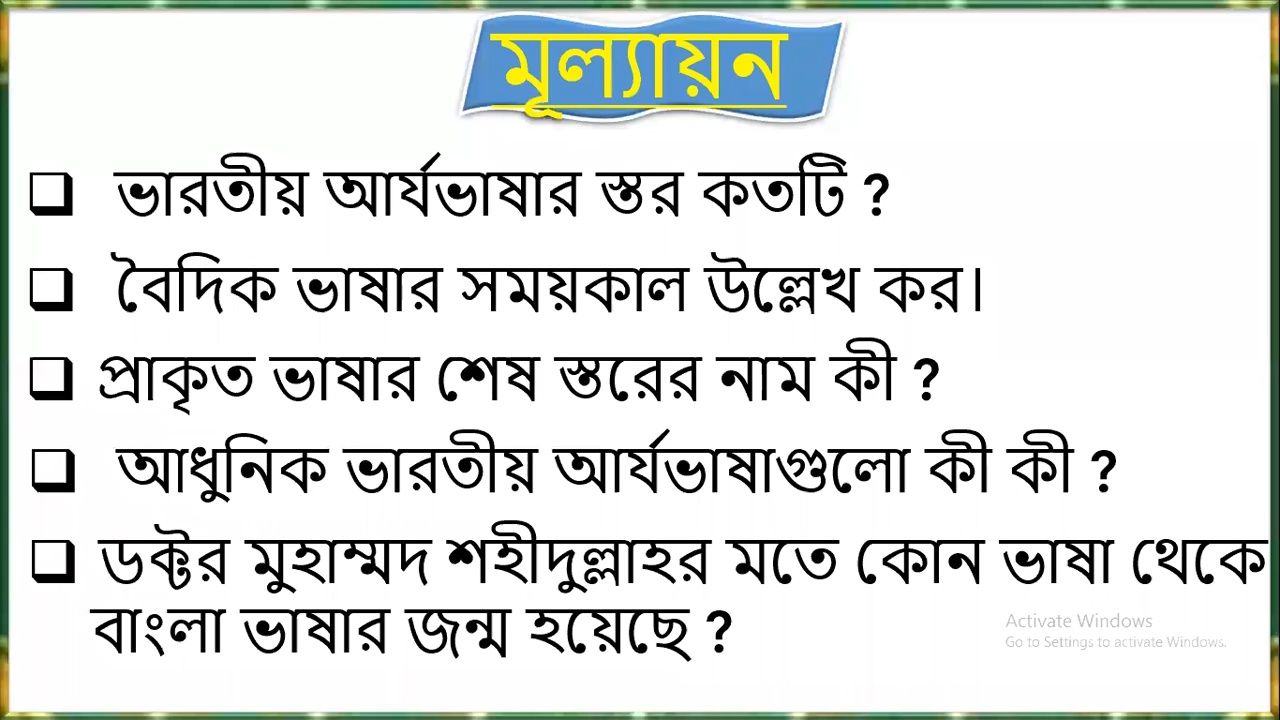 মূল্যায়ন
ভারতীয় আর্যভাষার স্তর কতটি ?
বৈদিক ভাষার সময়কাল উল্লেখ কর।
প্রাকৃত ভাষার শেষ স্তরের নাম কী ?
আধুনিক ভারতীয় আর্যভাষাগুলো কী কী ?
ডক্টর মুহাম্মদ শহীদুল্লাহর মতে কোন ভাষা থেকে
বাংলা ভাষার জন্ম হয়েছে ?
Activate Windows
Go to Settings to activate Windows.